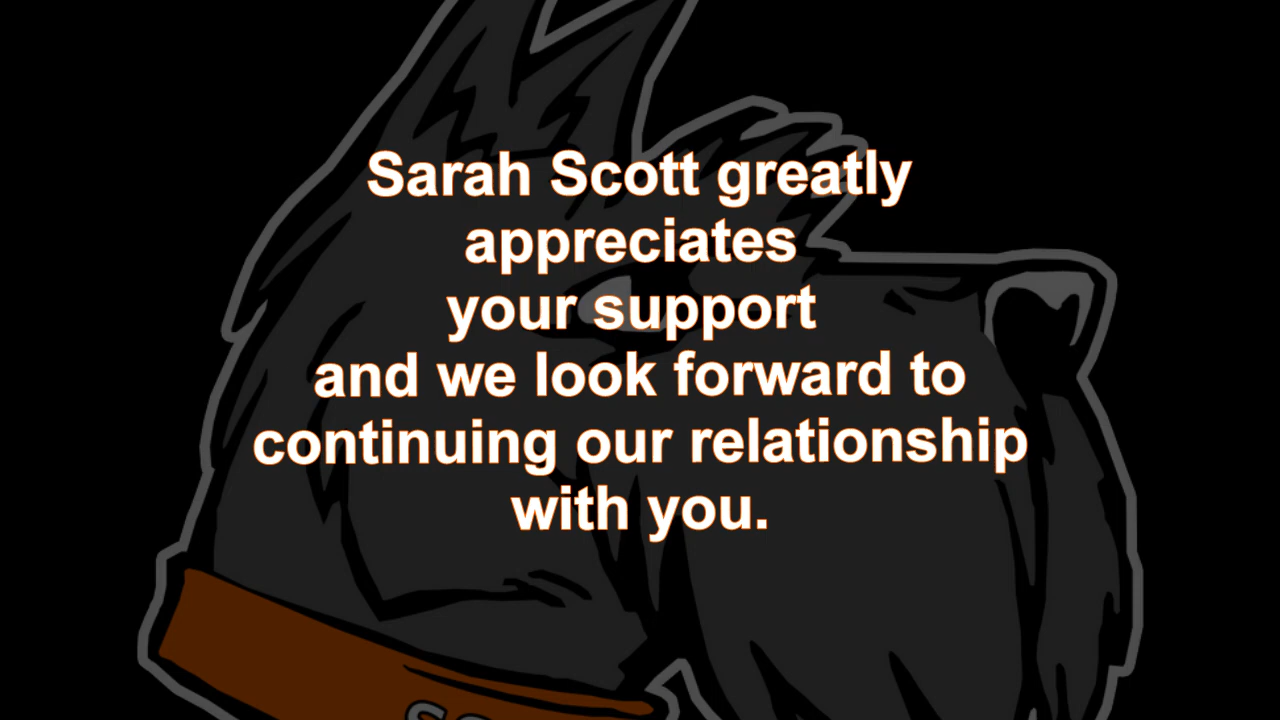 Sarah Scott greatly
appreciates
your support
and we look forward to
continuing our relationship
with you.